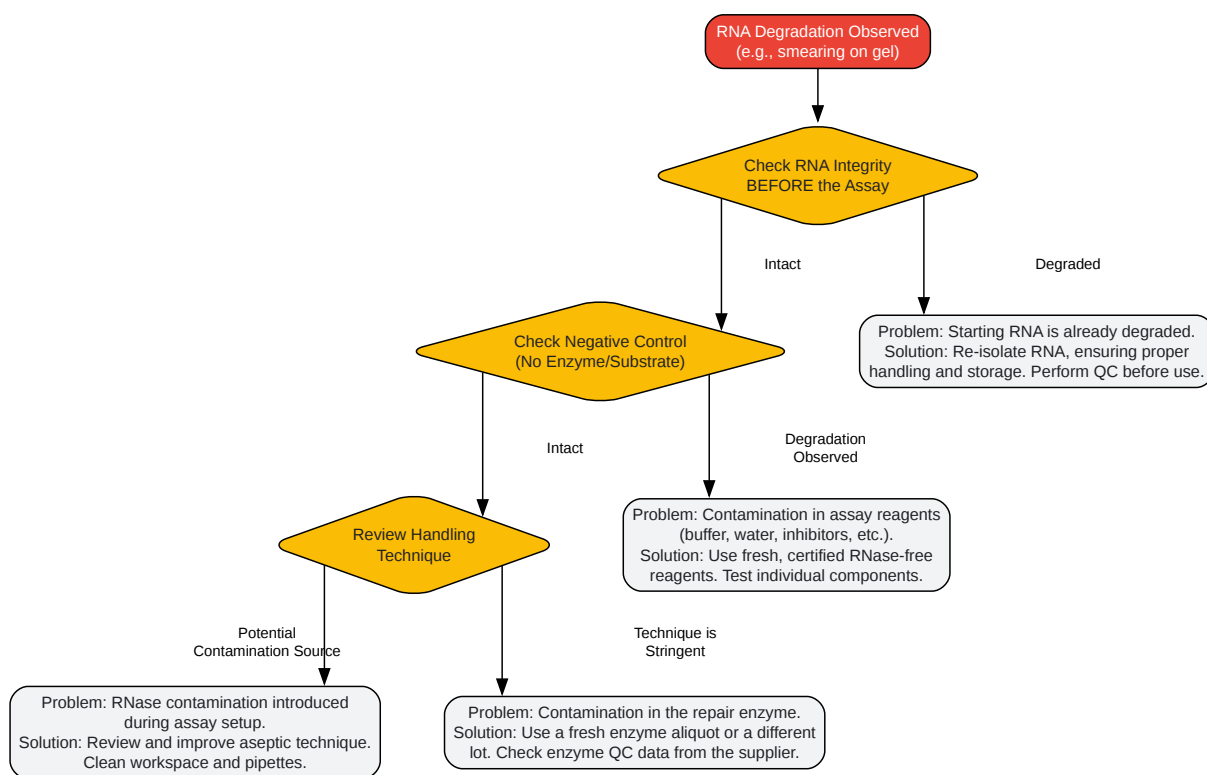 RNA Degradation Observed
(e.g., smearing on gel)
Check RNA Integrity
BEFORE the Assay
Intact
Degraded
Problem: Starting RNA is already degraded.
Solution: Re-isolate RNA, ensuring proper
handling and storage. Perform QC before use.
Check Negative Control
(No Enzyme/Substrate)
Intact
Degradation
Observed
Problem: Contamination in assay reagents
(buffer, water, inhibitors, etc.).
Solution: Use fresh, certified RNase-free
reagents. Test individual components.
Review Handling
Technique
Potential
Contamination Source
Technique is
Stringent
Problem: RNase contamination introduced
during assay setup.
Solution: Review and improve aseptic technique.
Clean workspace and pipettes.
Problem: Contamination in the repair enzyme.
Solution: Use a fresh enzyme aliquot or a different
lot. Check enzyme QC data from the supplier.